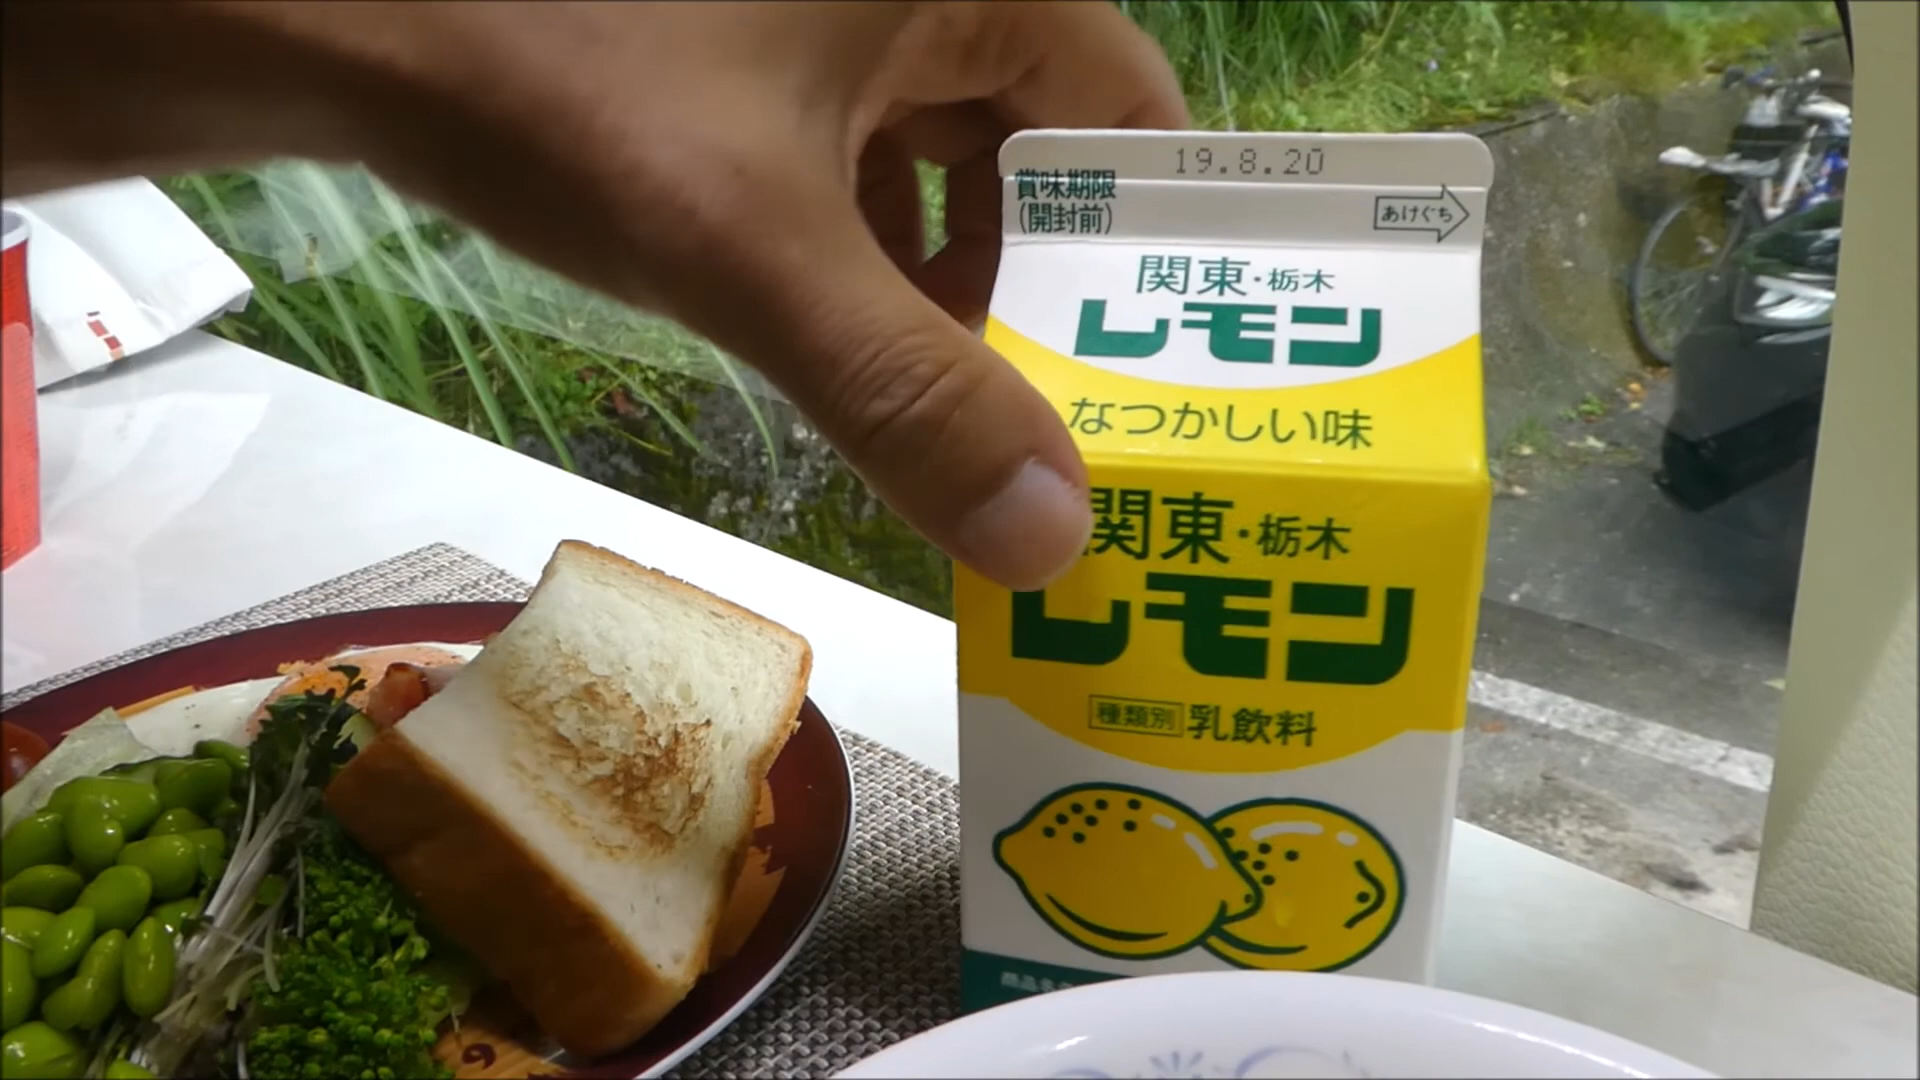 19.8.20
賞味期限
(開封前)
あけぐち
関東・栃木
レモン
なつかしい味
関東・栃木
レモン
種類別 乳飲料